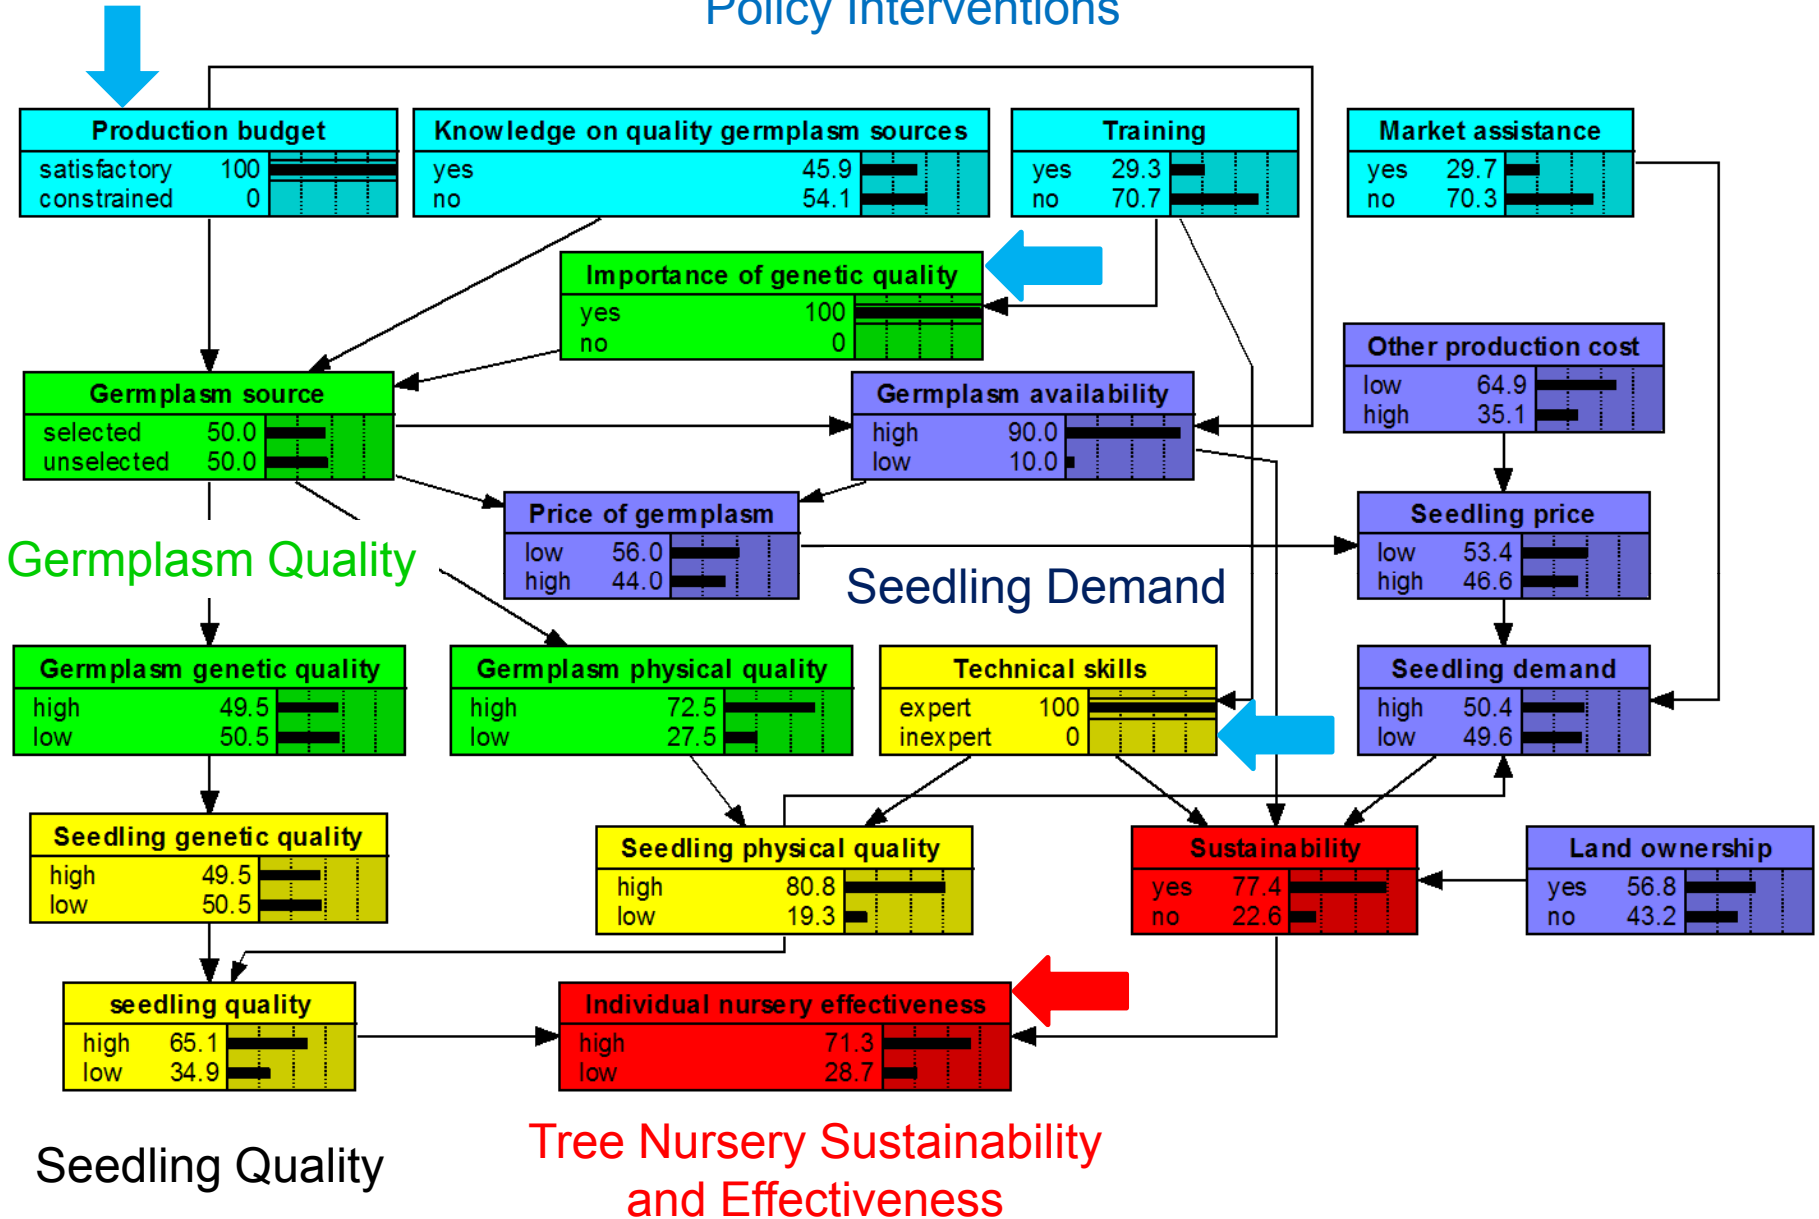 Policy Interventions
Production budget
satisfactory 100
constrained 0
Knowledge on quality germplasm sources
yes 45.9
no 54.1
Training
yes 29.3
no 70.7
Market assistance
yes 29.7
no 70.3
Importance of genetic quality
yes 100
no 0
Other production cost
low 64.9
high 35.1
Germplasm source
selected 50.0
unselected 50.0
Germplasm availability
high 90.0
low 10.0
Price of germplasm
low 56.0
high 44.0
Seedling price
low 53.4
high 46.6
Germplasm Quality
Seedling Demand
Germplasm genetic quality
high 49.5
low 50.5
Germplasm physical quality
high 72.5
low 27.5
Technical skills
expert 100
inexpert 0
Seedling demand
high 50.4
low 49.6
Seedling genetic quality
high 49.5
low 50.5
Seedling physical quality
high 80.8
low 19.3
Sustainability
yes 77.4
no 22.6
Land ownership
yes 56.8
no 43.2
seedling quality
high 65.1
low 34.9
Individual nursery effectiveness
high 71.3
low 28.7
Seedling Quality
Tree Nursery Sustainability
and Effectiveness